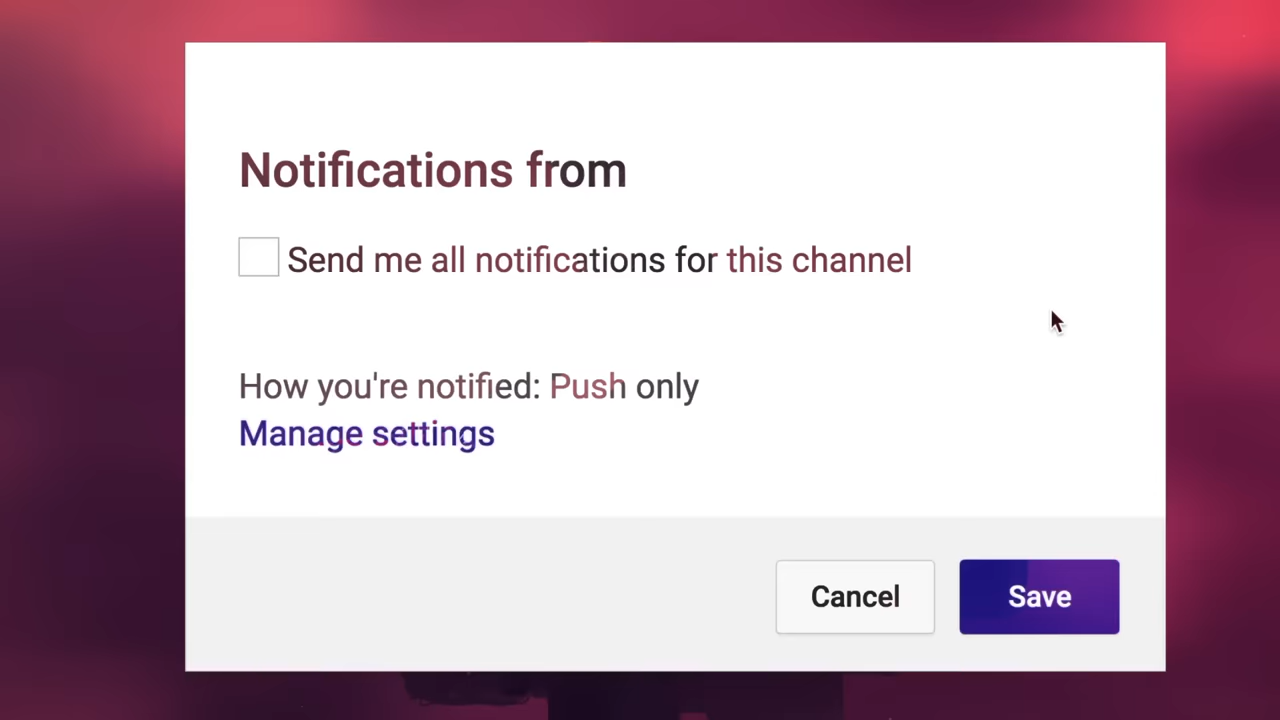 Notifications from
Send me all notifications for this channel
How you're notified: Push only
Manage settings
Cancel
Save